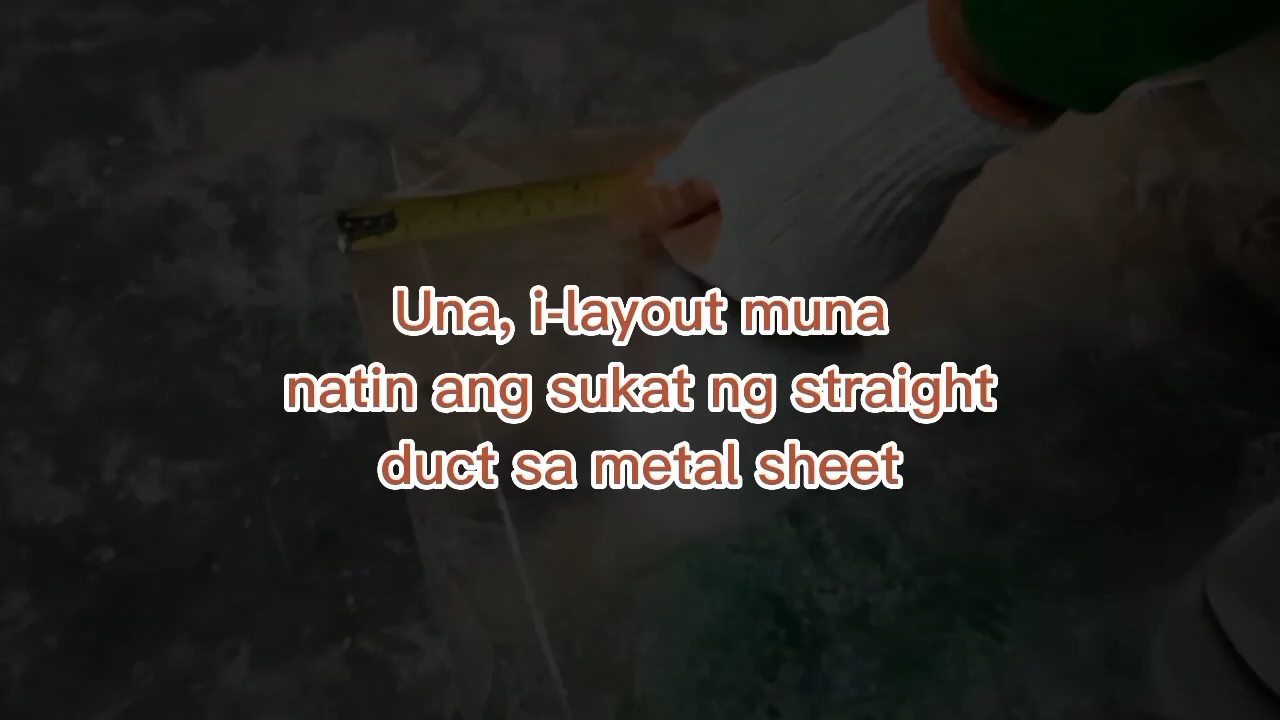 Una, i-layout muna
natin ang sukat ng straight
duct sa metal sheet